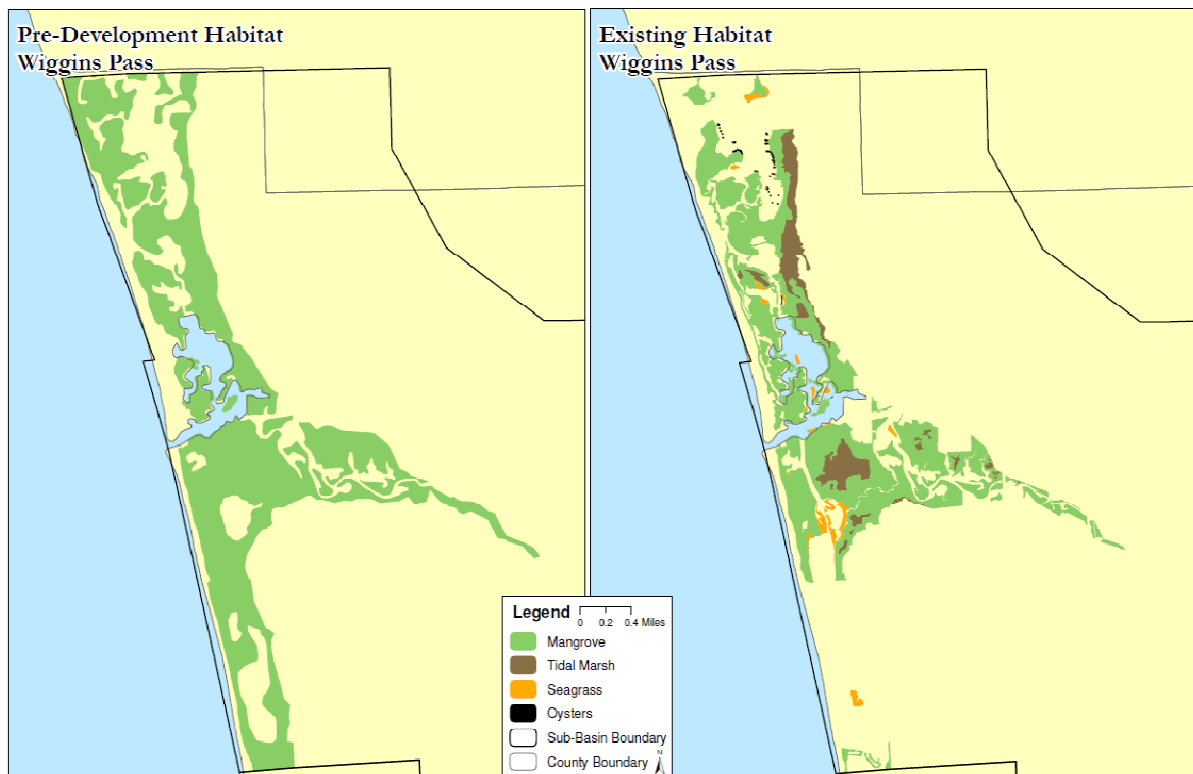 Pre-Development Habitat
Wiggins Pass
Existing Habitat
Wiggins Pass
Legend
0 0.2 0.4 Miles
Mangrove
Tidal Marsh
Seagrass
Oysters
Sub-Basin Boundary
County Boundary
N